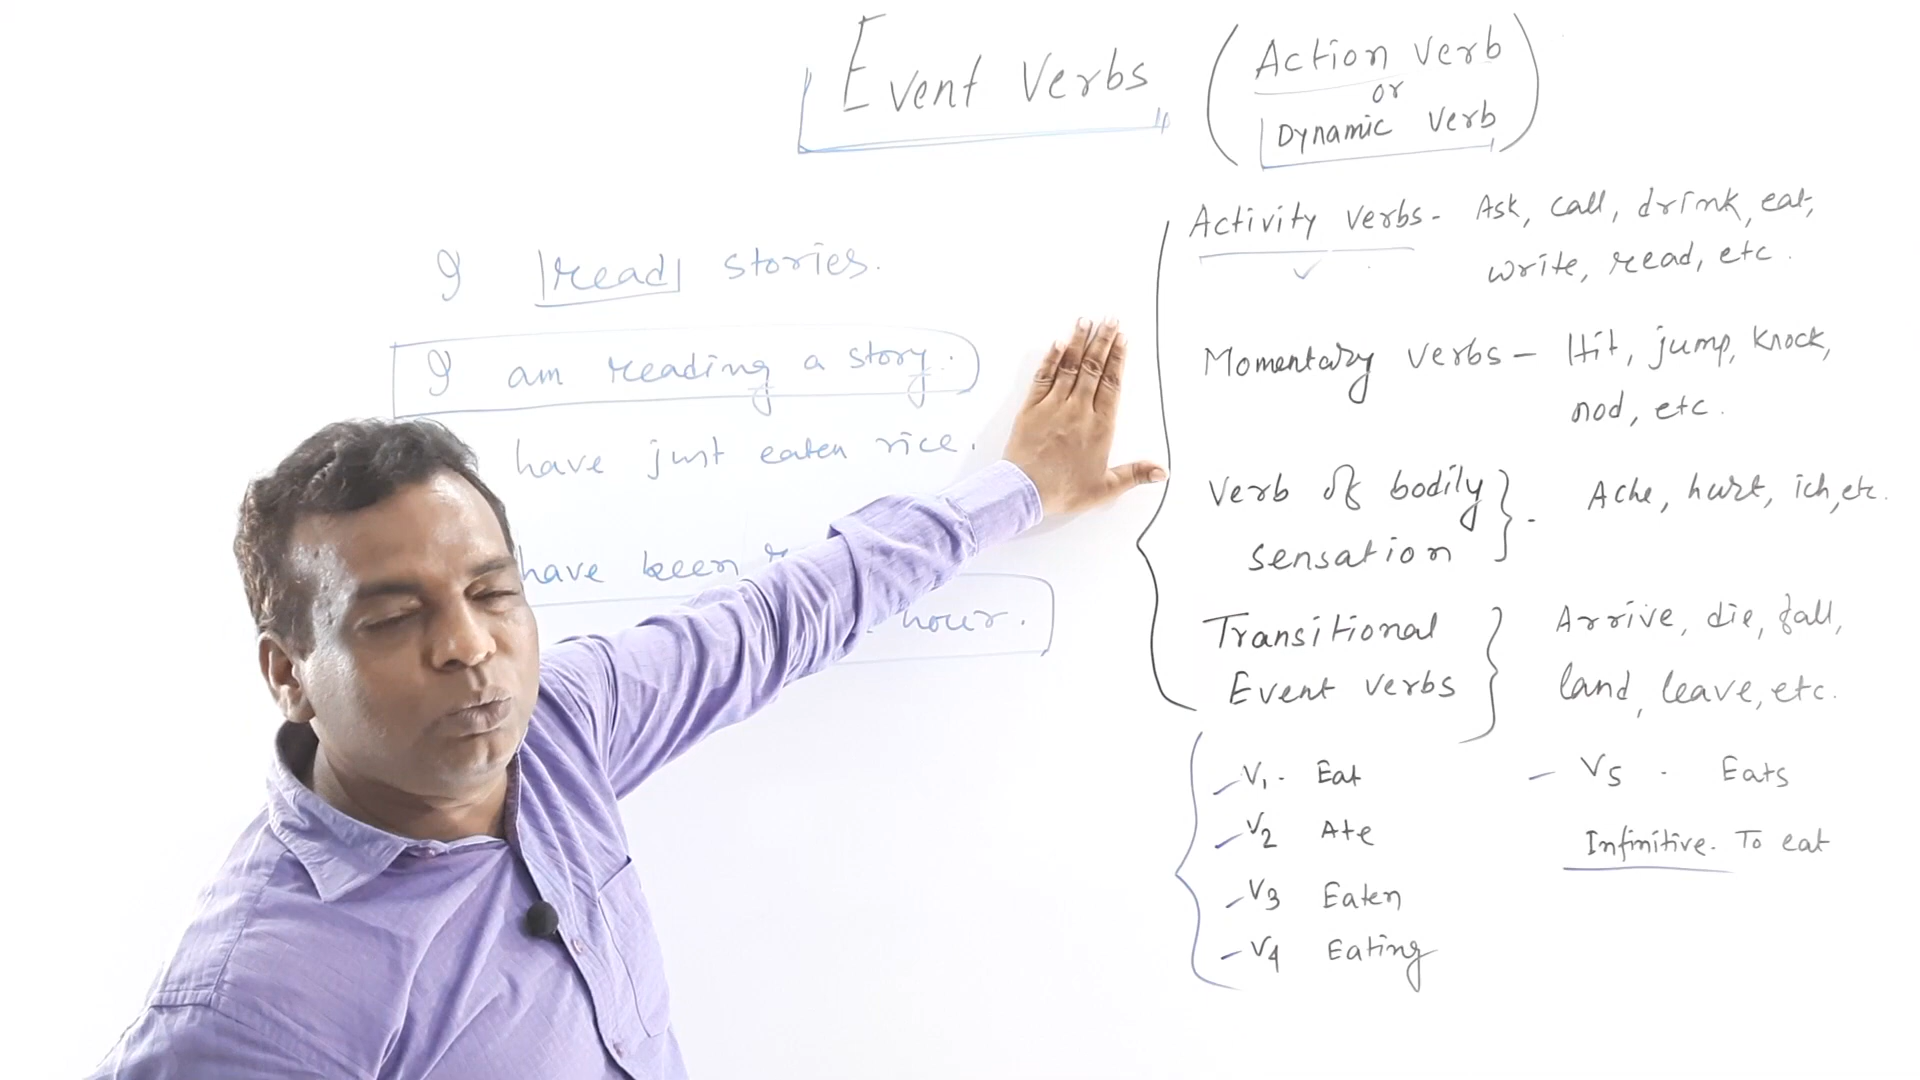 Event Verbs
(Action verb
or
Dynamic verb)
I read stories.
I am reading a story.
have just eaten rice.
have been
hour.
Activity verbs - Ask, call, drink, eat,
write, read, etc.
Momentary verbs - Hit, jump, knock,
nod, etc.
Verb of bodily
sensation } - Ache, hurt, ich, etc.
Transitional
Event verbs } Arrive, die, fall,
land, leave, etc.
V1 - Eat
V2 Ate
V3 Eaten
V4 Eating
- V5 - Eats
Infinitive. To eat